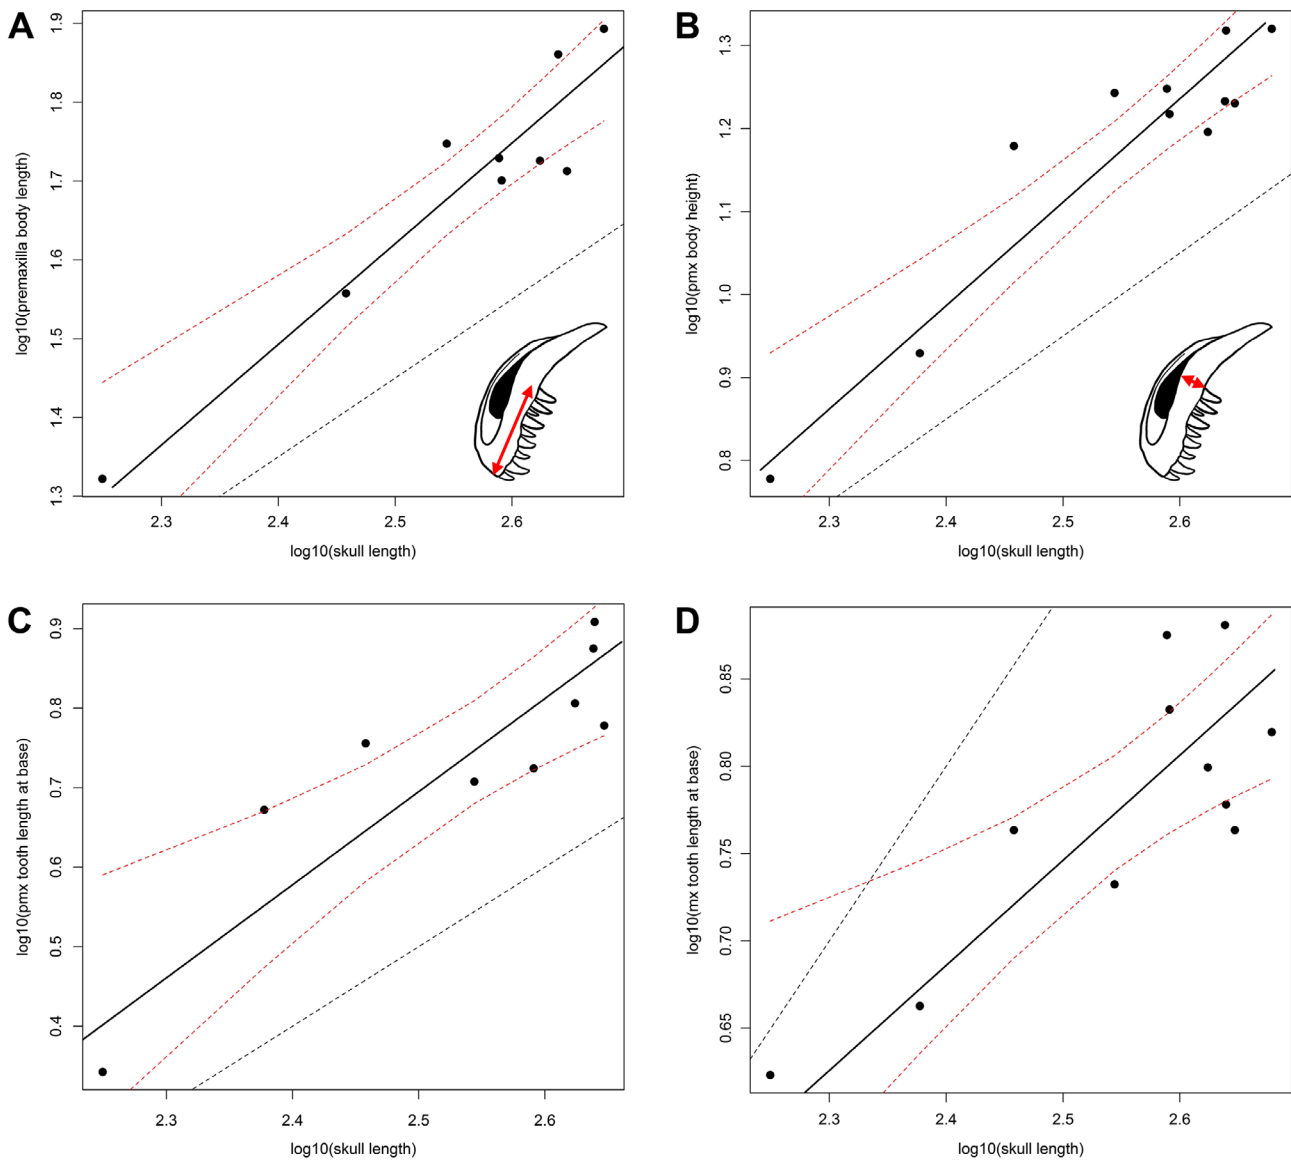 A
log10(premaxilla body length)
1.9
1.8
1.7
1.6
1.5
1.4
1.3
2.3 2.4 2.5 2.6
log10(skull length)
B
log10(pmx body height)
1.3
1.2
1.1
1.0
0.9
0.8
2.3 2.4 2.5 2.6
log10(skull length)
C
log10(pmx tooth length at base)
0.9
0.8
0.7
0.6
0.5
0.4
2.3 2.4 2.5 2.6
log10(skull length)
D
log10(mx tooth length at base)
0.85
0.80
0.75
0.70
0.65
2.3 2.4 2.5 2.6
log10(skull length)